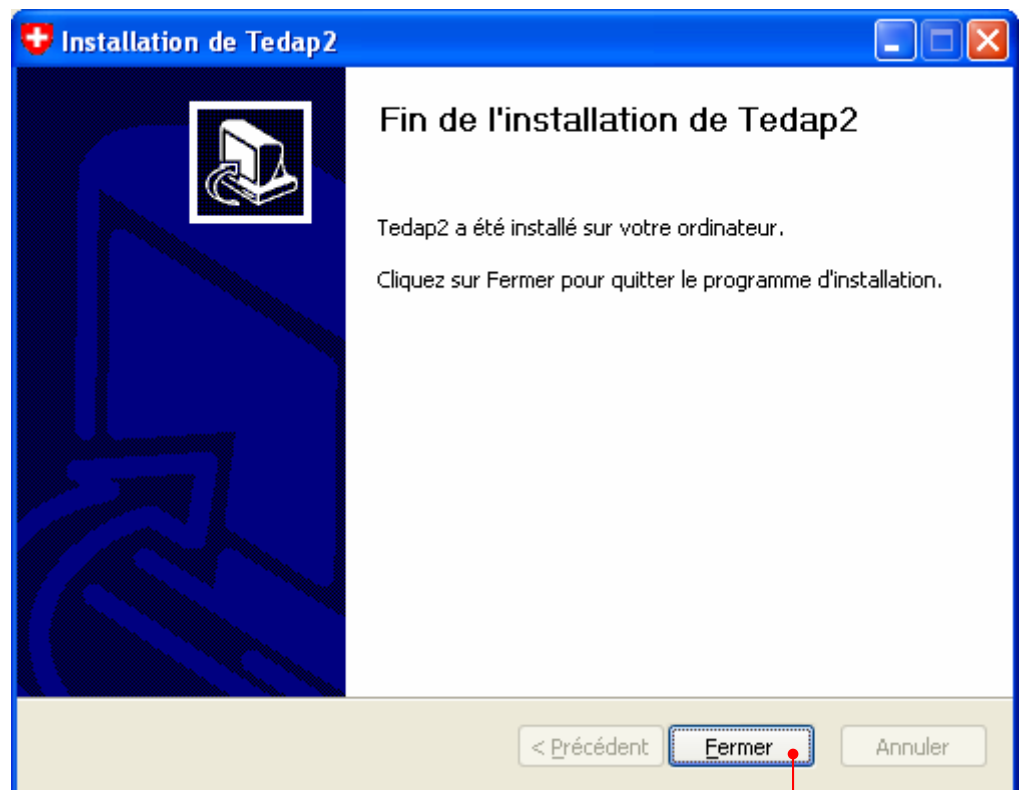 Installation de Tedap2
Fin de l'installation de Tedap2
Tedap2 a été installé sur votre ordinateur.
Cliquez sur Fermer pour quitter le programme d'installation.
< Précédent Fermer Annuler